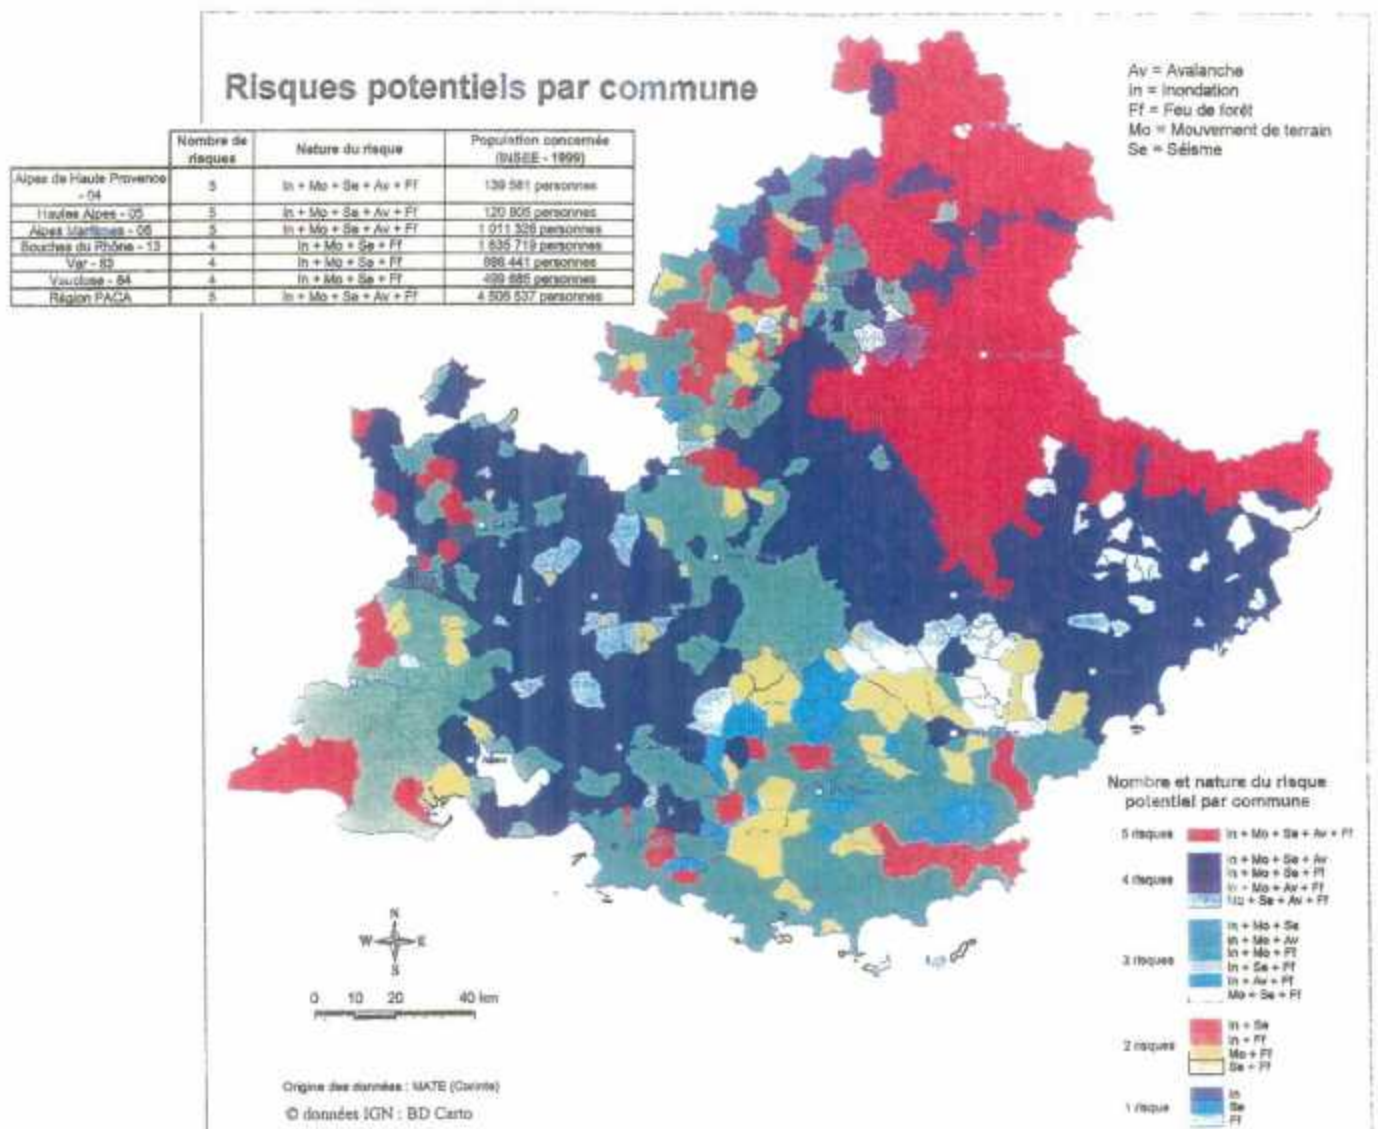 Risques potentiels par commune
Av = Avalanche
In = Inondation
Ff = Feu de forêt
Mo = Mouvement de terrain
Se = Séisme
Nombre de risques Nature du risque Population concernée (INSEE - 1999)
Alpes de Haute Provence - 04 5 In + Mo + Se + Av + Ff 139 561 personnes
Hautes Alpes - 05 5 In + Mo + Se + Av + Ff 120 805 personnes
Alpes Maritimes - 06 5 In + Mo + Se + Av + Ff 1 011 326 personnes
Bouches du Rhône - 13 4 In + Mo + Se + Ff 1 835 719 personnes
Var - 83 4 In + Mo + Se + Ff 898 441 personnes
Vaucluse - 84 4 In + Mo + Se + Ff 499 685 personnes
Région PACA 5 In + Mo + Se + Av + Ff 4 506 537 personnes
Nombre et nature du risque
potentiel par commune
5 risques In + Mo + Se + Av + Ff
4 risques
In + Mo + Se + Av
In + Mo + Se + Ff
In + Mo + Av + Ff
Mo + Se + Av + Ff
3 risques
In + Mo + Se
In + Mo + Av
In + Mo + Ff
In + Se + Ff
In + Av + Ff
Mo + Se + Ff
2 risques
In + Se
In + Ff
Mo + Ff
Se + Ff
1 risque
In
Se
Ff
N
W E
S
0 10 20 40 km
Origine des données : MATE (Corinte)
© données IGN : BD Carto